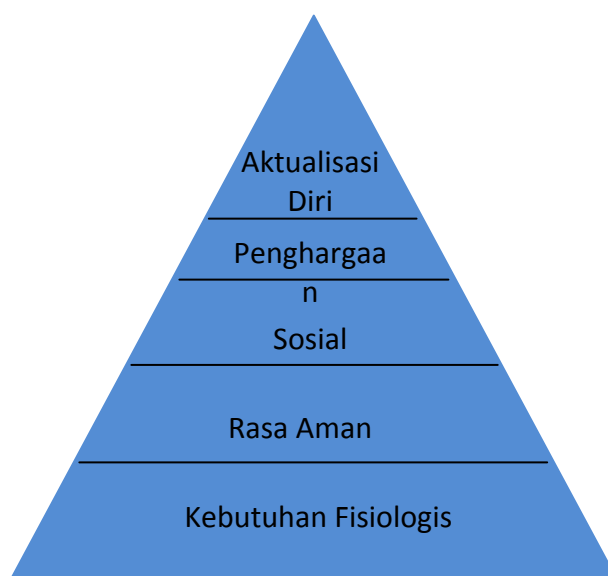 Aktualisasi
Diri
Penghargaa
n
Sosial
Rasa Aman
Kebutuhan Fisiologis